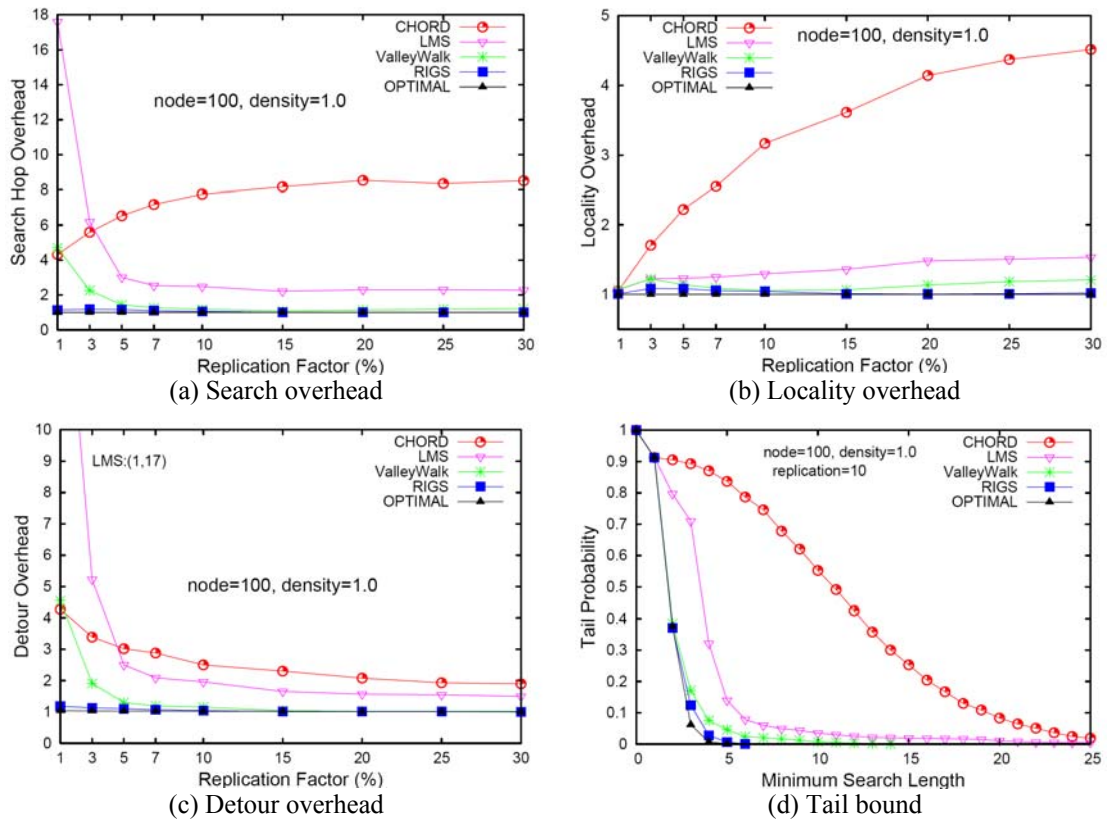 Search Hop Overhead
18
16
14
12
10
8
6
4
2
0
CHORD
LMS
ValleyWalk
RIGS
OPTIMAL
node=100, density=1.0
1 3 5 7 10 15 20 25 30
Replication Factor (%)
(a) Search overhead
Locality Overhead
5
4
3
2
1
node=100, density=1.0
CHORD
LMS
ValleyWalk
RIGS
OPTIMAL
1 3 5 7 10 15 20 25 30
Replication Factor (%)
(b) Locality overhead
Detour Overhead
10
9
8
7
6
5
4
3
2
1
0
LMS:(1,17)
CHORD
LMS
ValleyWalk
RIGS
OPTIMAL
node=100, density=1.0
1 3 5 7 10 15 20 25 30
Replication Factor (%)
(c) Detour overhead
Tail Probability
1
0.9
0.8
0.7
0.6
0.5
0.4
0.3
0.2
0.1
0
node=100, density=1.0
replication=10
CHORD
LMS
ValleyWalk
RIGS
OPTIMAL
0 5 10 15 20 25
Minimum Search Length
(d) Tail bound